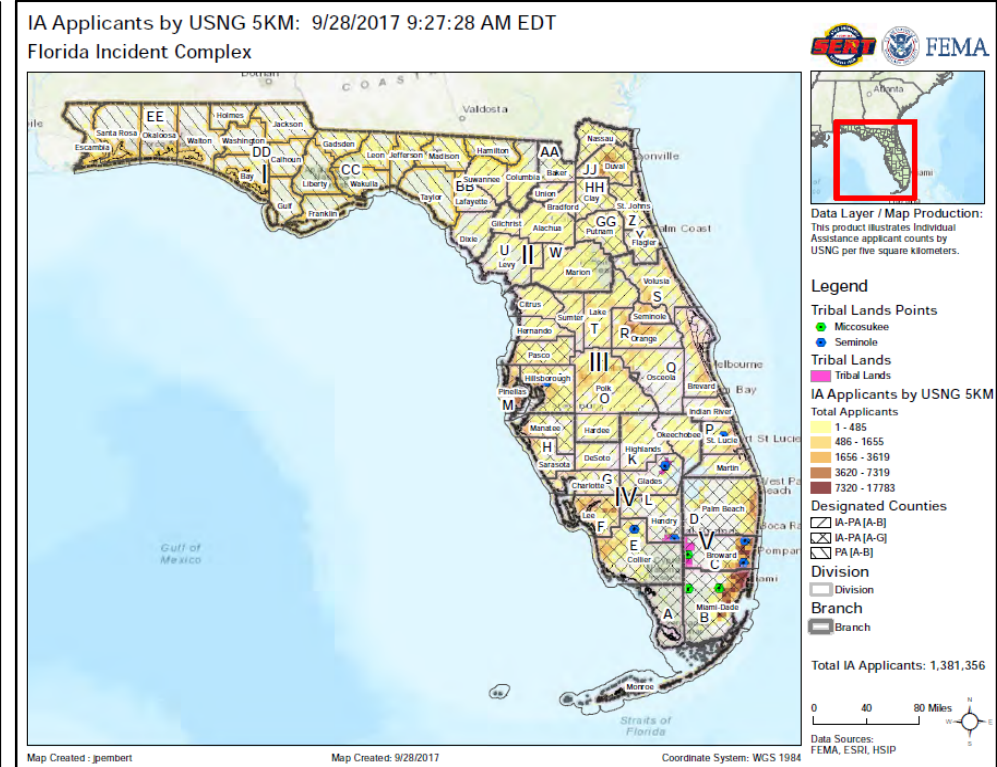 IA Applicants by USNG 5KM: 9/28/2017 9:27:28 AM EDT
Florida Incident Complex
SERT
FEMA
COAST
Valdosta
Atlanta
Holmes
Jackson
EE
Santa Rosa
Okaloosa
Walton
Washington
Escambia
DD
Bay
Calhoun
I
Gulf
Liberty
Franklin
Gadsden
Leon
Jefferson
Madison
Hamilton
CC
Wakulla
Taylor
BB
Suwannee
Columbia
Lafayette
AA
Baker
Nassau
JJ
Duval
Union
Bradford
HH
Clay
St. Johns
GG
Putnam
Z
Y
Flagler
alm Coast
Gilchrist
Alachua
Dixie
U
II
W
Levy
Marion
Volusia
S
Citrus
Sumter
Lake
Seminole
Hernando
T
R
Orange
Pasco
III
Q
Osceola
elbourne
Hillsborough
Polk
O
Brevard
Bay
Pinellas
M
Indian River
Manatee
Hardee
Okeechobee
P
St. Lucie
H
Highlands
DeSoto
K
Sarasota
Martin
Charlotte
G
Glades
IV
L
Palm Beach
Lee
F
Hendry
D
E
V
Broward
Collier
C
Miami-Dade
A
B
Monroe
Gulf of
Mexico
Straits of
Florida
Data Layer / Map Production:
This product illustrates Individual
Assistance applicant counts by
USNG per five square kilometers.
Legend
Tribal Lands Points
Miccosukee
Seminole
Tribal Lands
Tribal Lands
IA Applicants by USNG 5KM
Total Applicants
1 - 485
486 - 1655
1656 - 3619
3620 - 7319
7320 - 17783
Designated Counties
IA-PA [A-B]
IA-PA [A-G]
PA [A-B]
Division
Division
Branch
Branch
Total IA Applicants: 1,381,356
0 40 80 Miles
N
W E
S
Data Sources:
FEMA, ESRI, HSIP
Map Created : jpembert
Map Created: 9/28/2017
Coordinate System: WGS 1984